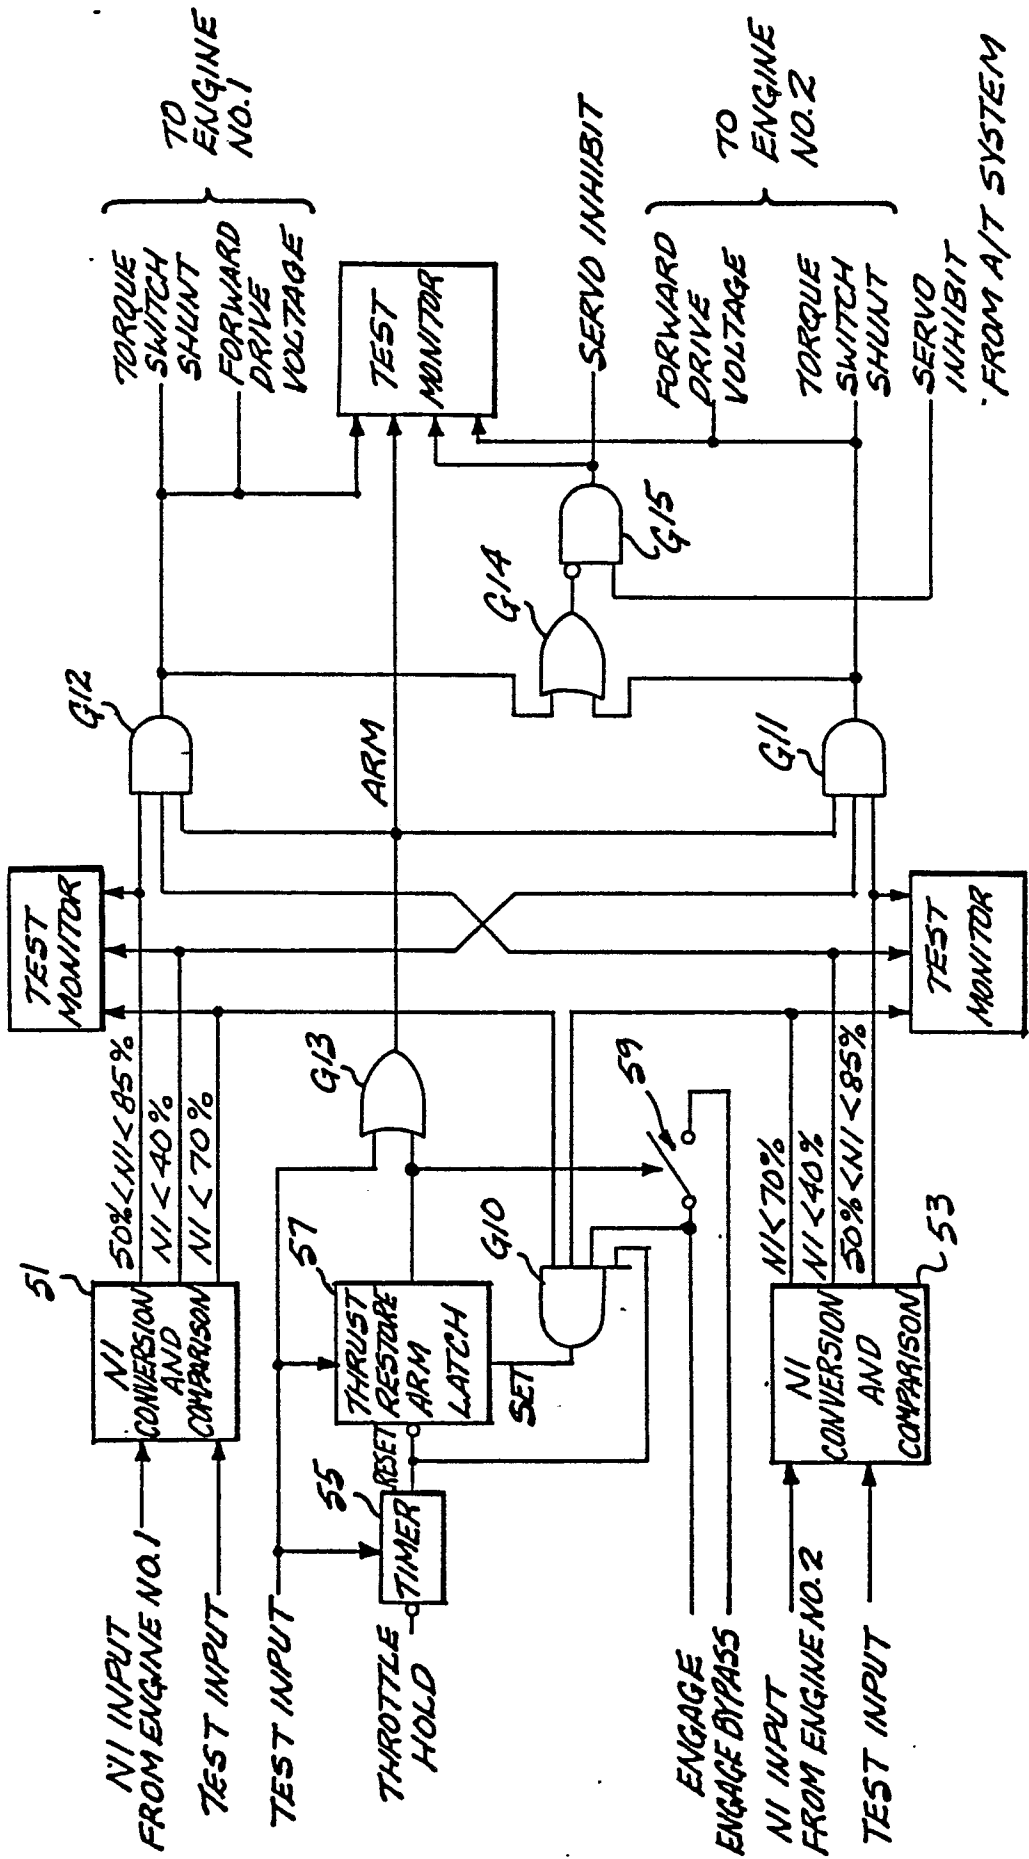 N1 INPUT
FROM ENGINE NO.1
TEST INPUT
TEST INPUT
THROTTLE
HOLD
ENGAGE
ENGAGE BYPASS
N1 INPUT
FROM ENGINE NO.2
TEST INPUT
51
N1
CONVERSION
AND
COMPARISON
50%<N1<85%
N1<40%
N1<70%
TEST
MONITOR
55
TIMER
RESET
57
THRUST
RESTORE
ARM
LATCH
SET
G10
G13
59
N1
CONVERSION
AND
COMPARISON
53
N1<70%
N1<40%
50%<N1<85%
TEST
MONITOR
G12
ARM
G11
G14
G15
TEST
MONITOR
TORQUE
SWITCH
SHUNT
FORWARD
DRIVE
VOLTAGE
TO
ENGINE
NO.1
SERVO INHIBIT
FORWARD
DRIVE
VOLTAGE
TORQUE
SWITCH
SHUNT
TO
ENGINE
NO.2
SERVO
INHIBIT
FROM A/T SYSTEM